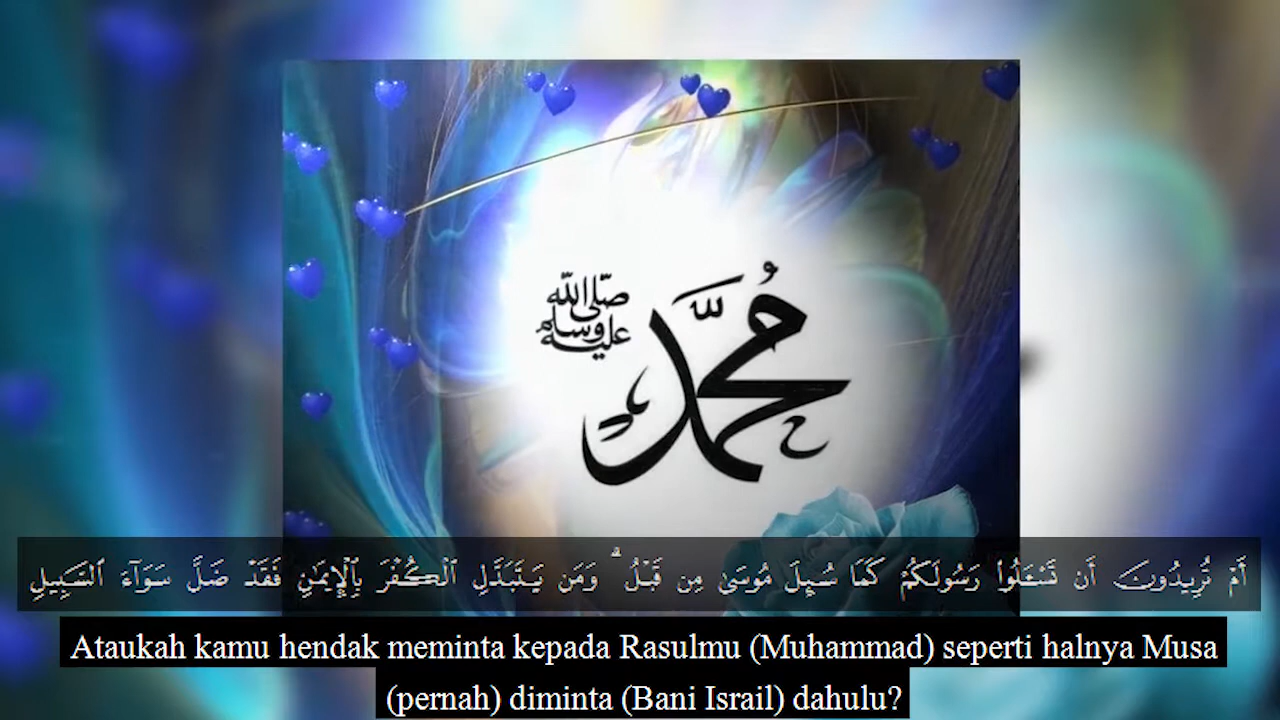 محمد
صلى الله
عليه وسلم
أَمْ تُرِيدُونَ أَن تَسْـَٔلُوا۟ رَسُولَكُمْ كَمَا سُئِلَ مُوسَىٰ مِن قَبْلُ ۗ وَمَن يَتَبَدَّلِ ٱلْكُفْرَ بِٱلْإِيمَـٰنِ فَقَدْ ضَلَّ سَوَآءَ ٱلسَّبِيلِ
Ataukah kamu hendak meminta kepada Rasulmu (Muhammad) seperti halnya Musa
(pernah) diminta (Bani Israil) dahulu?